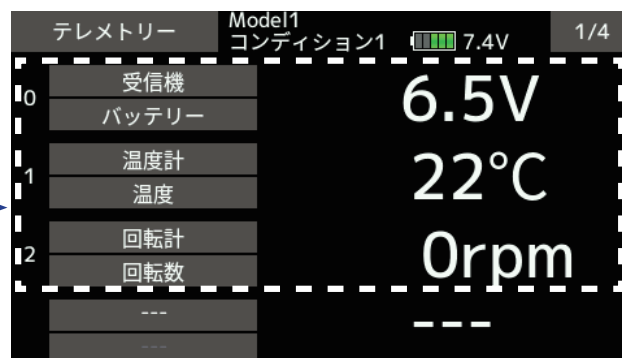 テレメトリー Model1 1/4
コンディション1 7.4V
0 受信機 6.5V
バッテリー
1 温度計 22°C
温度
2 回転計 0rpm
回転数
--- ---
---